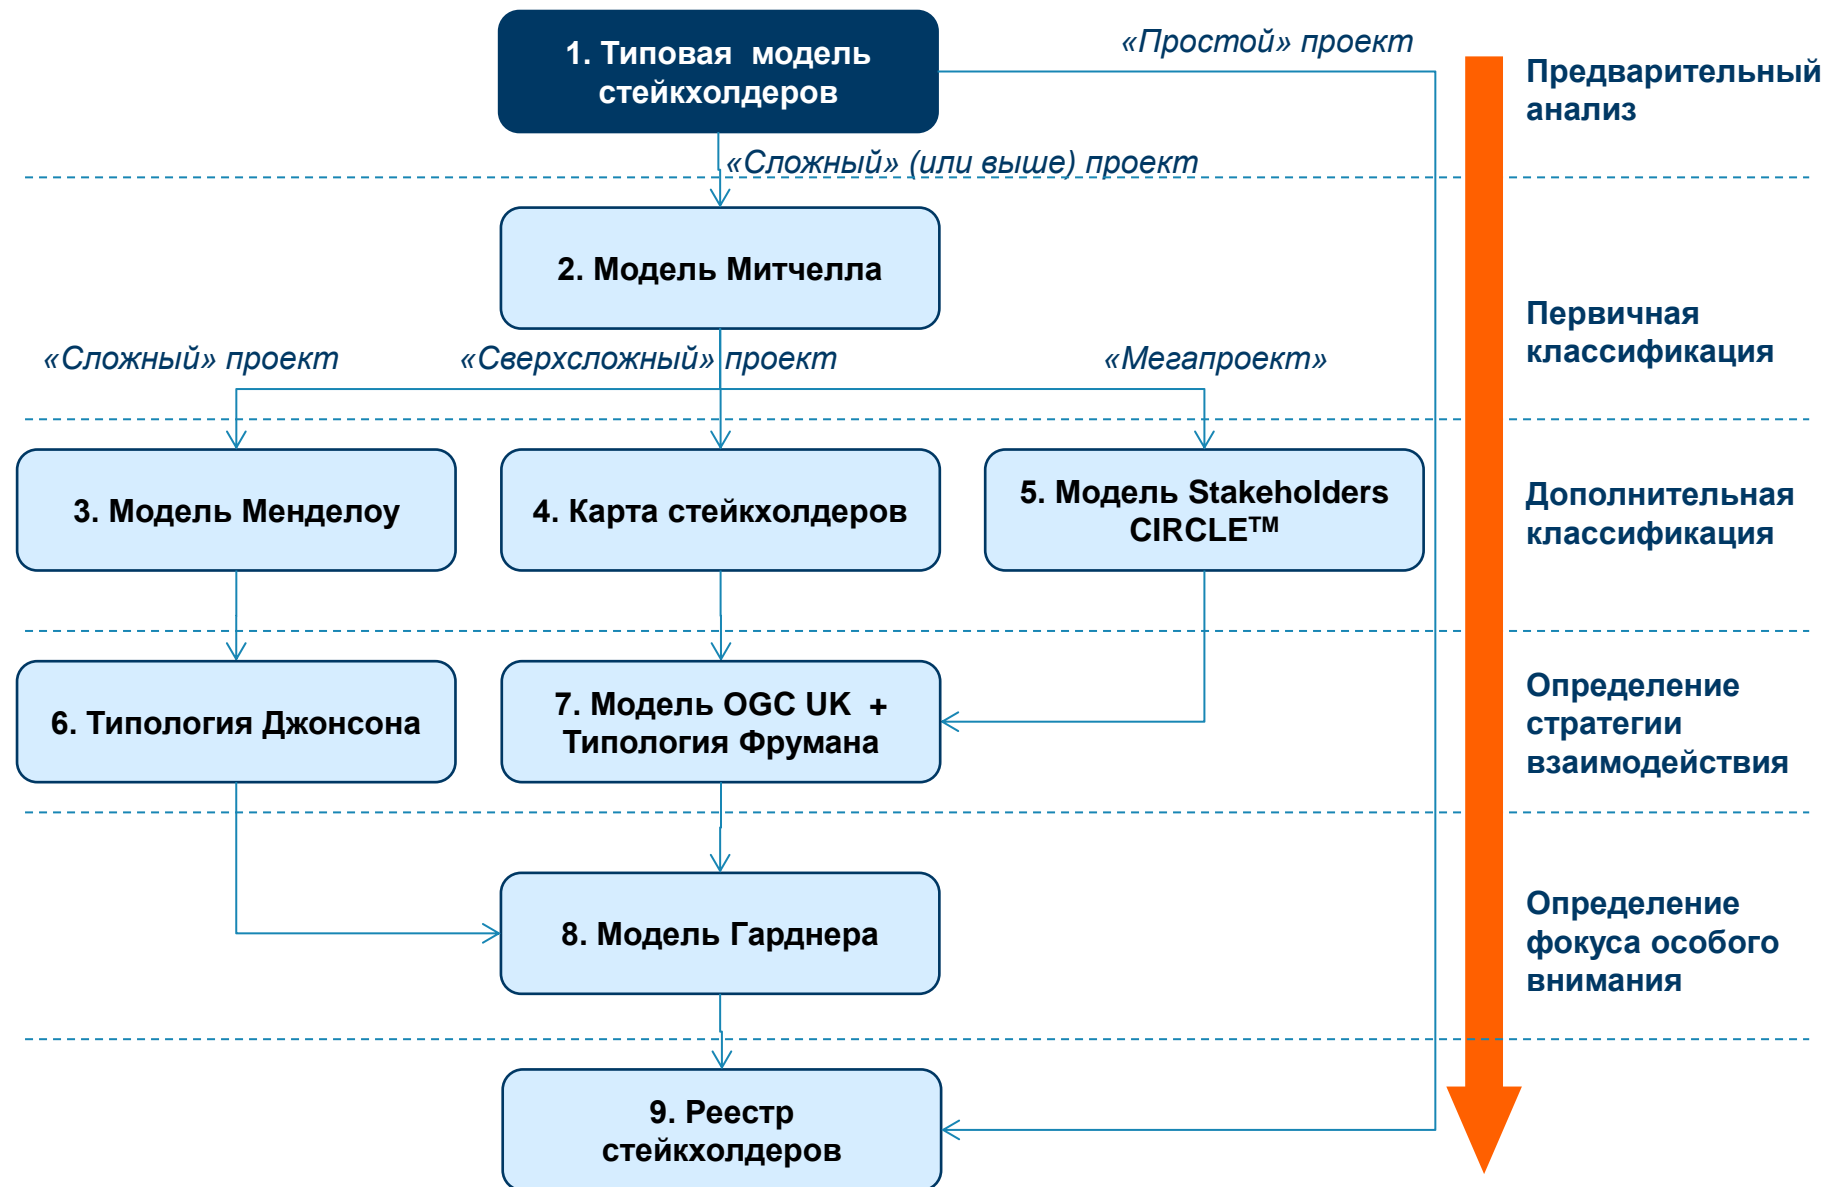 1. Типовая модель
стейкхолдеров
«Простой» проект
Предварительный
анализ
«Сложный» (или выше) проект
2. Модель Митчелла
Первичная
классификация
«Сложный» проект
«Сверхсложный» проект
«Мегапроект»
3. Модель Менделоу
4. Карта стейкхолдеров
5. Модель Stakeholders
CIRCLE™
Дополнительная
классификация
6. Типология Джонсона
7. Модель OGC UK +
Типология Фрумана
Определение
стратегии
взаимодействия
8. Модель Гарднера
Определение
фокуса особого
внимания
9. Реестр
стейкхолдеров